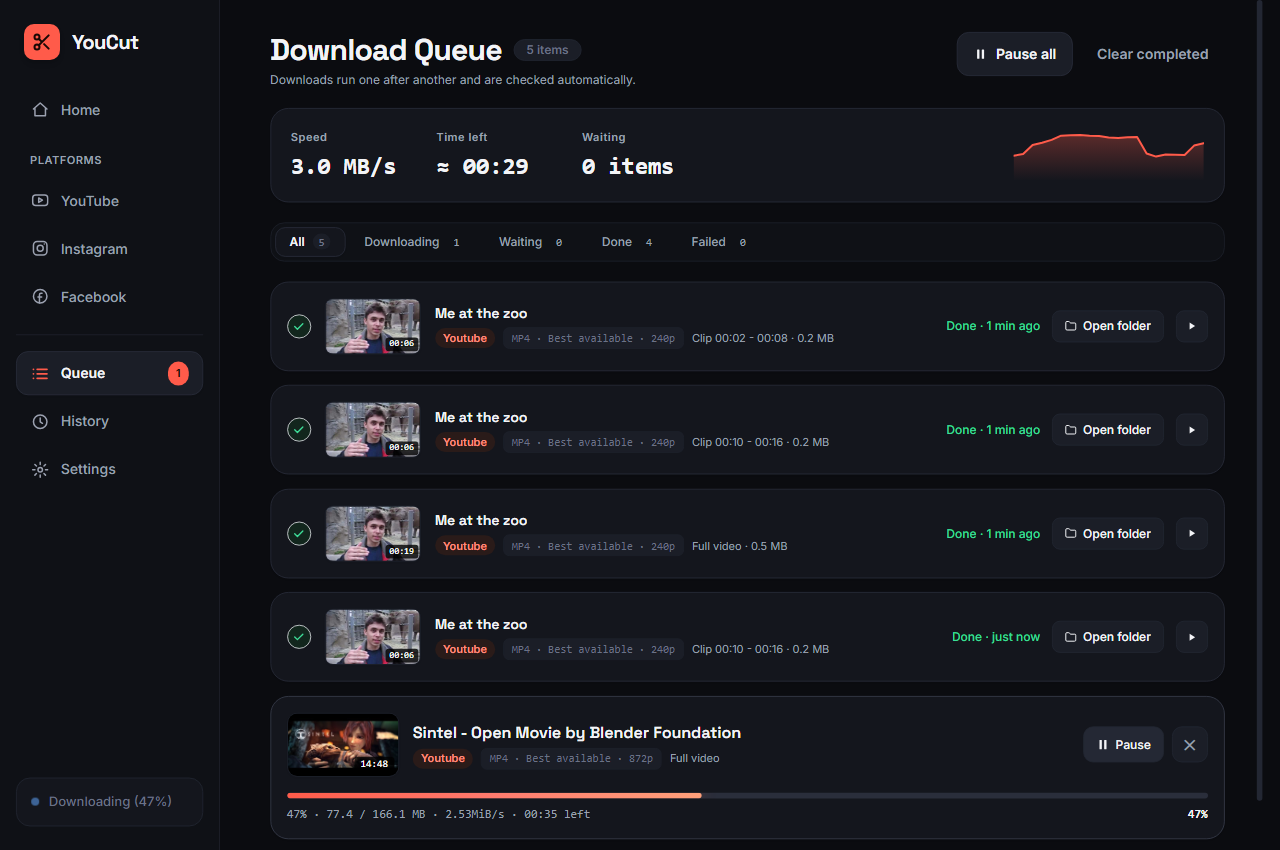 YouCut
Home
PLATFORMS
YouTube
Instagram
Facebook
Queue 1
History
Settings
Downloading (47%)
Download Queue 5 items
Downloads run one after another and are checked automatically.
Pause all
Clear completed
Speed
3.0 MB/s
Time left
≈ 00:29
Waiting
0 items
All 5 Downloading 1 Waiting 0 Done 4 Failed 0
00:06
Me at the zoo
Youtube MP4 · Best available · 240p Clip 00:02 - 00:08 · 0.2 MB
Done · 1 min ago Open folder
00:06
Me at the zoo
Youtube MP4 · Best available · 240p Clip 00:10 - 00:16 · 0.2 MB
Done · 1 min ago Open folder
00:19
Me at the zoo
Youtube MP4 · Best available · 240p Full video · 0.5 MB
Done · 1 min ago Open folder
00:06
Me at the zoo
Youtube MP4 · Best available · 240p Clip 00:10 - 00:16 · 0.2 MB
Done · just now Open folder
SINTEL
14:48
Sintel - Open Movie by Blender Foundation
Youtube MP4 · Best available · 872p Full video
Pause
47% · 77.4 / 166.1 MB · 2.53MiB/s · 00:35 left
47%